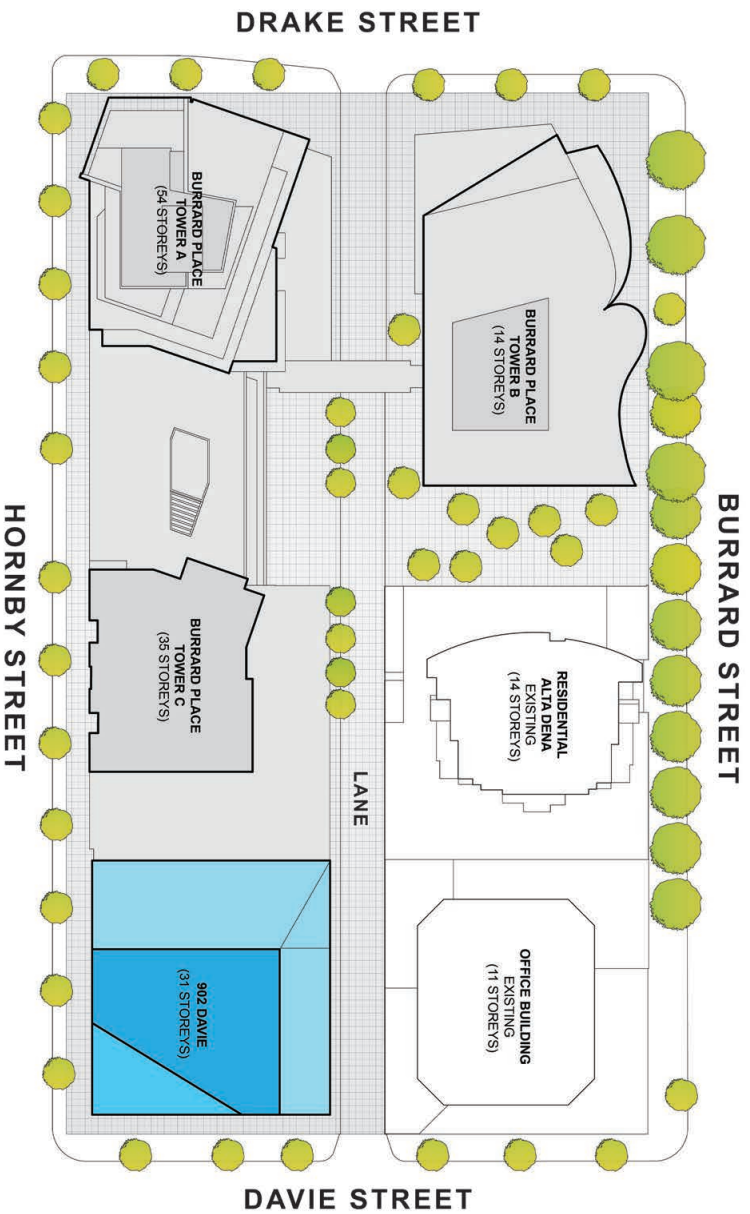 DRAKE STREET
BURRARD PLACE
TOWER A
(54 STOREYS)
BURRARD PLACE
TOWER B
(14 STOREYS)
BURRARD STREET
HORNBY STREET
BURRARD PLACE
TOWER C
(35 STOREYS)
RESIDENTIAL
ALTA DENA
EXISTING
(14 STOREYS)
LANE
902 DAVIE
(31 STOREYS)
OFFICE BUILDING
EXISTING
(11 STOREYS)
DAVIE STREET